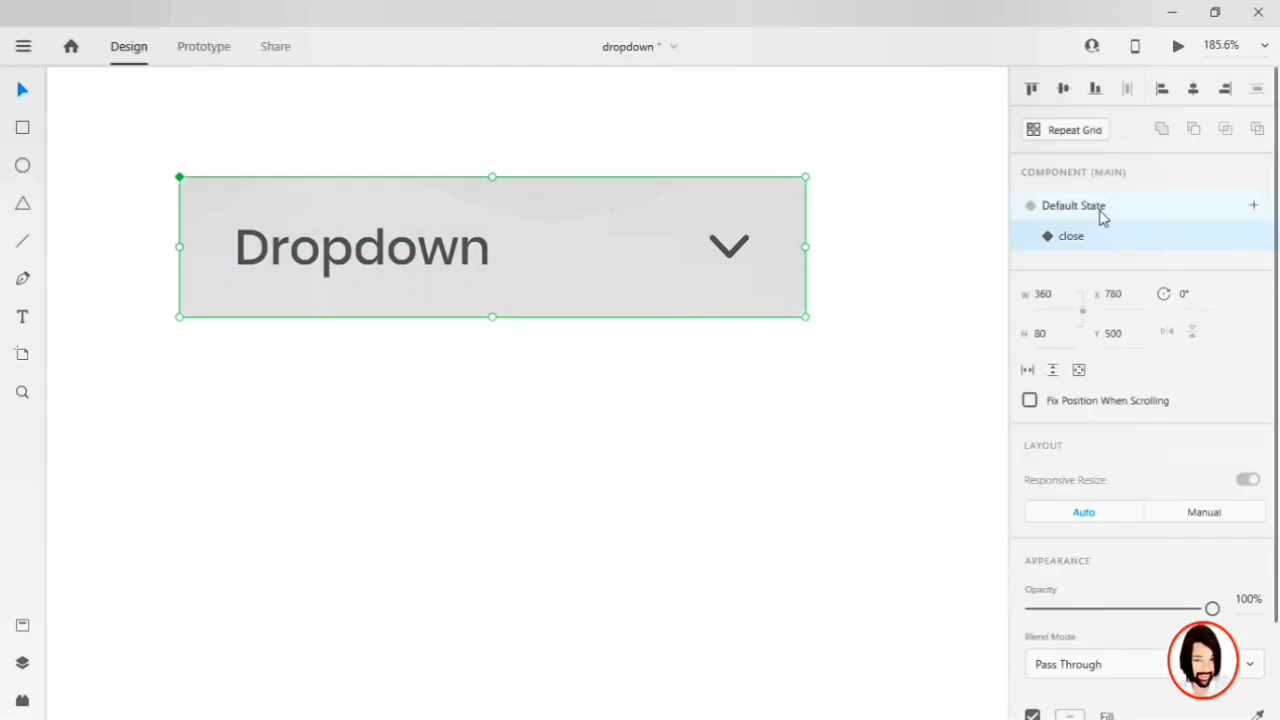 Design Prototype Share dropdown * 185.6%
Repeat Grid
COMPONENT (MAIN)
Default State +
close
Dropdown
W 360 X 780 0°
H 80 Y 500
Fix Position When Scrolling
LAYOUT
Responsive Resize
Auto Manual
APPEARANCE
Opacity
100%
Blend Mode
Pass Through
Fill